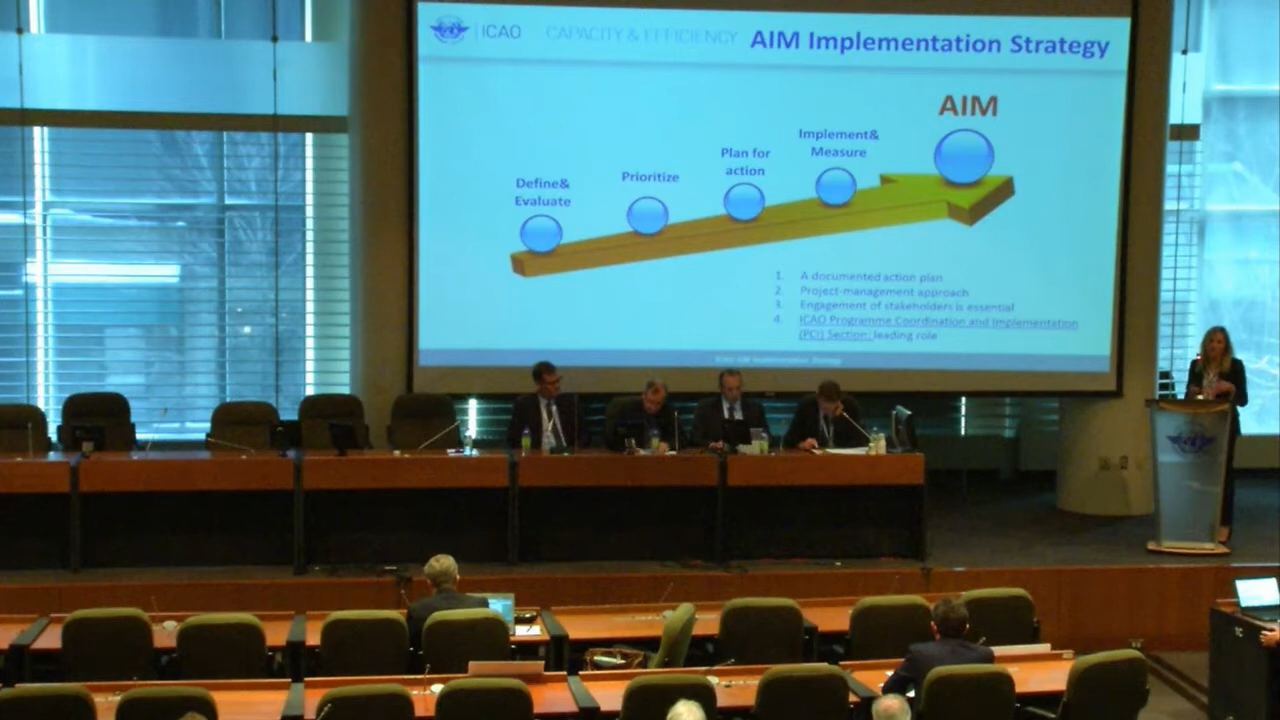 ICAO CAPACITY & EFFICIENCY AIM Implementation Strategy
AIM
Implement&
Measure
Plan for
action
Prioritize
Define&
Evaluate
1. A documented action plan
2. Project-management approach
3. Engagement of stakeholders is essential
4. ICAO Programme Coordination and Implementation
(PCI) Section: leading role